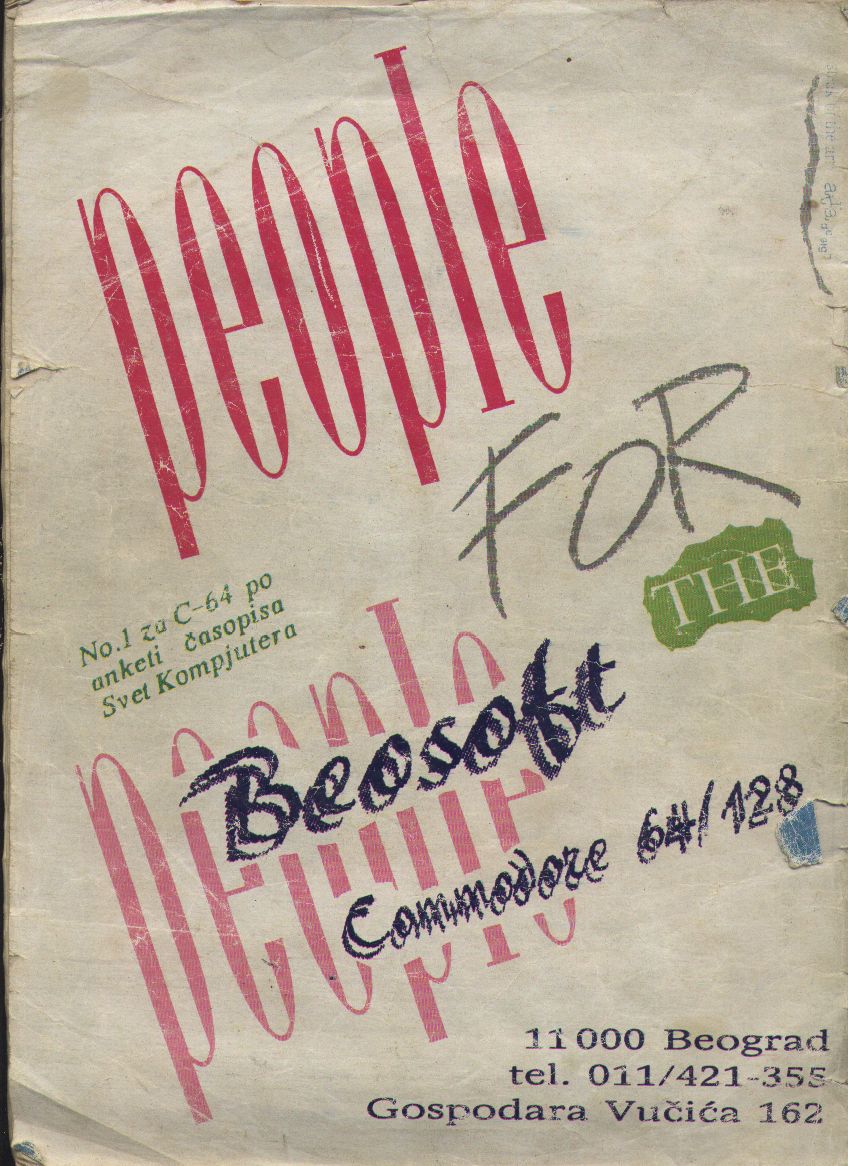 people
FOR
THE
No.1 za C-64 po
anketi časopisa
Svet Kompjutera
people
Beosoft
Commodore 64/128
11000 Beograd
tel. 011/421-355
Gospodara Vučića 162